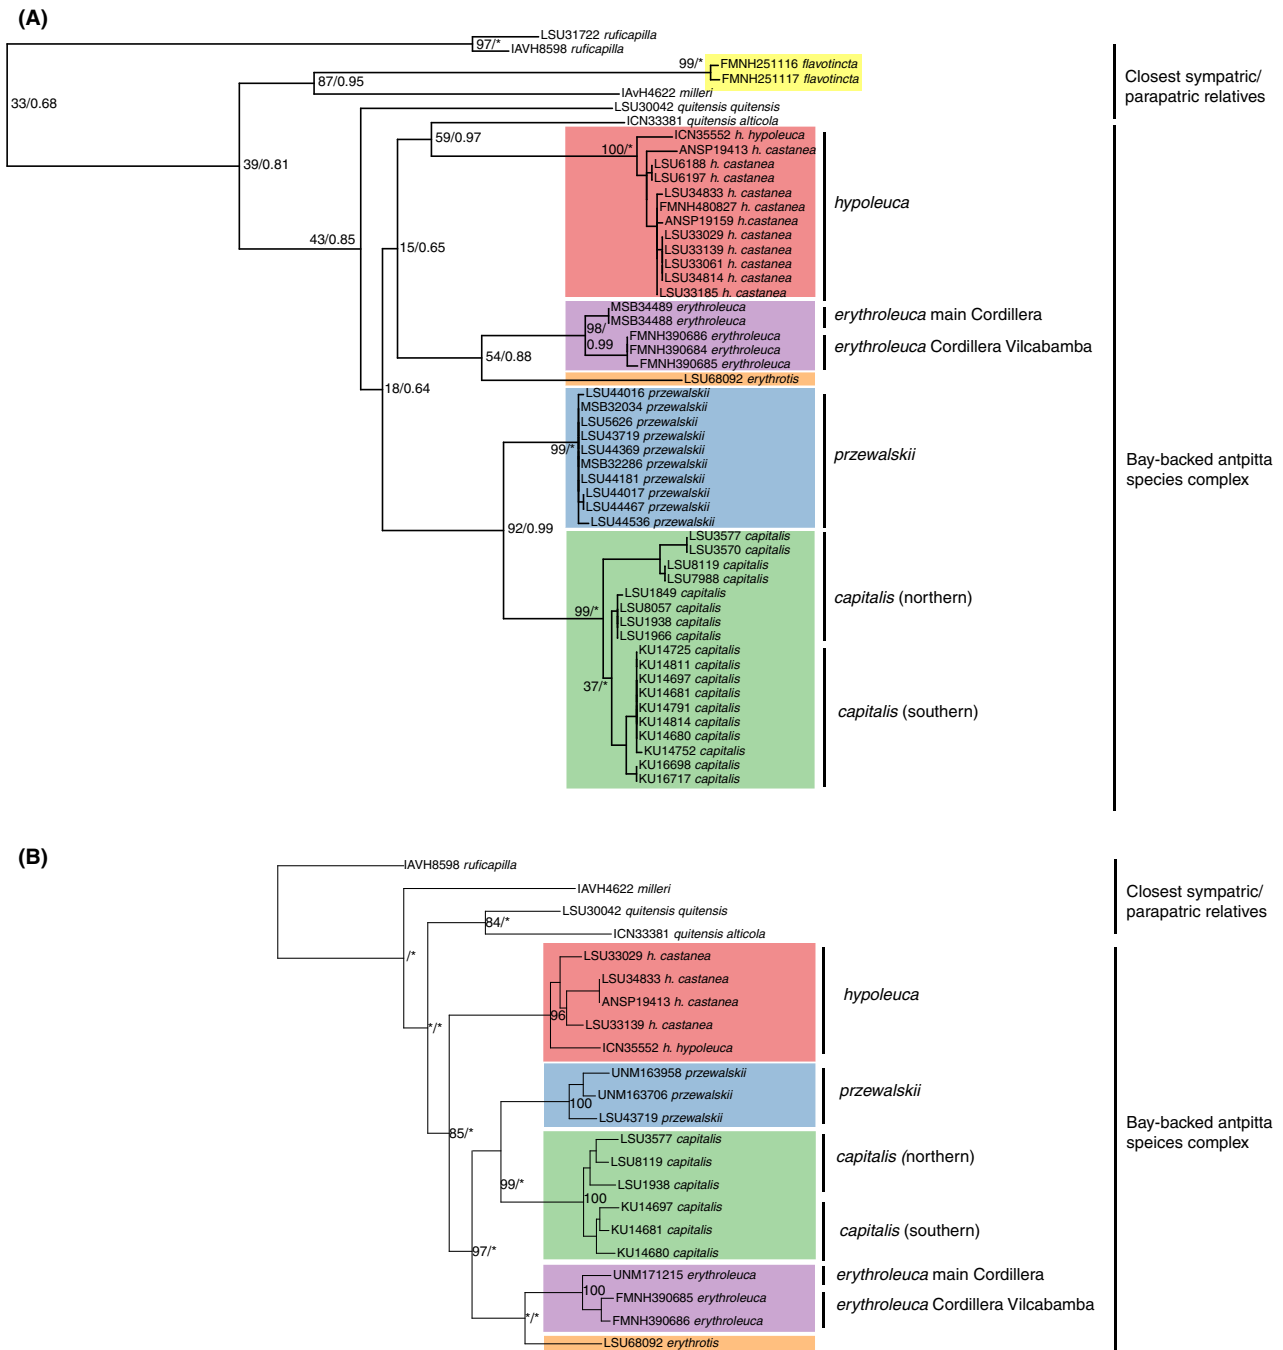 (A)
LSU31722 ruficapilla
97/*
IAVH8598 ruficapilla
99/*
FMNH251116 flavotincta
FMNH251117 flavotincta
Closest sympatric/
parapatric relatives
87/0.95
IAvH4622 milleri
33/0.68
LSU30042 quitensis quitensis
ICN33381 quitensis alticola
59/0.97
ICN35552 h. hypoleuca
100/*
ANSP19413 h. castanea
39/0.81
LSU6188 h. castanea
LSU6197 h. castanea
LSU34833 h. castanea
hypoleuca
FMNH480827 h. castanea
ANSP19159 h.castanea
LSU33029 h. castanea
43/0.85
15/0.65
LSU33139 h. castanea
LSU33061 h. castanea
LSU34814 h. castanea
LSU33185 h. castanea
MSB34489 erythroleuca
erythroleuca main Cordillera
MSB34488 erythroleuca
98/
0.99
FMNH390686 erythroleuca
erythroleuca Cordillera Vilcabamba
FMNH390684 erythroleuca
54/0.88
FMNH390685 erythroleuca
LSU68092 erythrotis
18/0.64
LSU44016 przewalskii
MSB32034 przewalskii
LSU5626 przewalskii
LSU43719 przewalskii
99/*
LSU44369 przewalskii
przewalskii
Bay-backed antpitta
species complex
MSB32286 przewalskii
LSU44181 przewalskii
LSU44017 przewalskii
LSU44467 przewalskii
LSU44536 przewalskii
92/0.99
LSU3577 capitalis
LSU3570 capitalis
LSU8119 capitalis
LSU7988 capitalis
LSU1849 capitalis
capitalis (northern)
99/*
LSU8057 capitalis
LSU1938 capitalis
LSU1966 capitalis
KU14725 capitalis
KU14811 capitalis
KU14697 capitalis
37/*
KU14681 capitalis
KU14791 capitalis
capitalis (southern)
KU14814 capitalis
KU14680 capitalis
KU14752 capitalis
KU16698 capitalis
KU16717 capitalis
(B)
IAVH8598 ruficapilla
Closest sympatric/
parapatric relatives
IAVH4622 milleri
LSU30042 quitensis quitensis
84/*
ICN33381 quitensis alticola
/*
LSU33029 h. castanea
LSU34833 h. castanea
hypoleuca
ANSP19413 h. castanea
96
*/*
LSU33139 h. castanea
ICN35552 h. hypoleuca
UNM163958 przewalskii
przewalskii
UNM163706 przewalskii
100
LSU43719 przewalskii
85/*
Bay-backed antpitta
speices complex
LSU3577 capitalis
LSU8119 capitalis
capitalis (northern)
99/*
LSU1938 capitalis
100
KU14697 capitalis
KU14681 capitalis
capitalis (southern)
97/*
KU14680 capitalis
UNM171215 erythroleuca
erythroleuca main Cordillera
100
FMNH390685 erythroleuca
erythroleuca Cordillera Vilcabamba
*/*
FMNH390686 erythroleuca
LSU68092 erythrotis